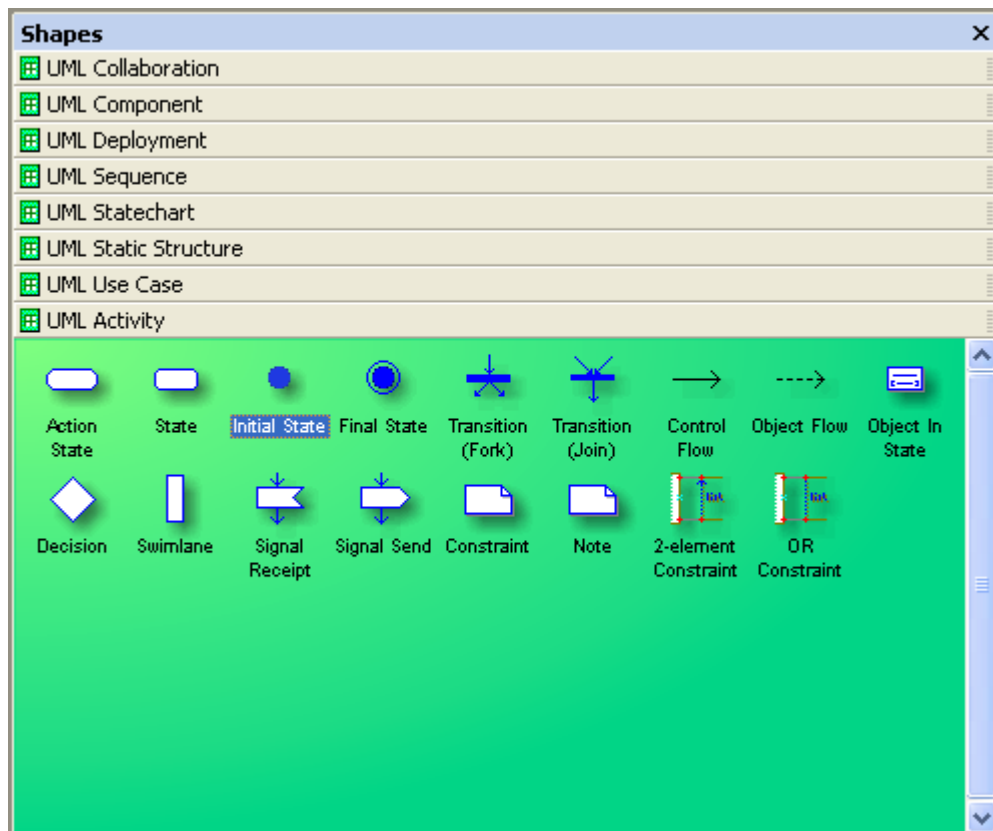 Shapes
UML Collaboration
UML Component
UML Deployment
UML Sequence
UML Statechart
UML Static Structure
UML Use Case
UML Activity
Action State
State
Initial State
Final State
Transition (Fork)
Transition (Join)
Control Flow
Object Flow
Object In State
Decision
Swimlane
Signal Receipt
Signal Send
Constraint
Note
2-element Constraint
OR Constraint